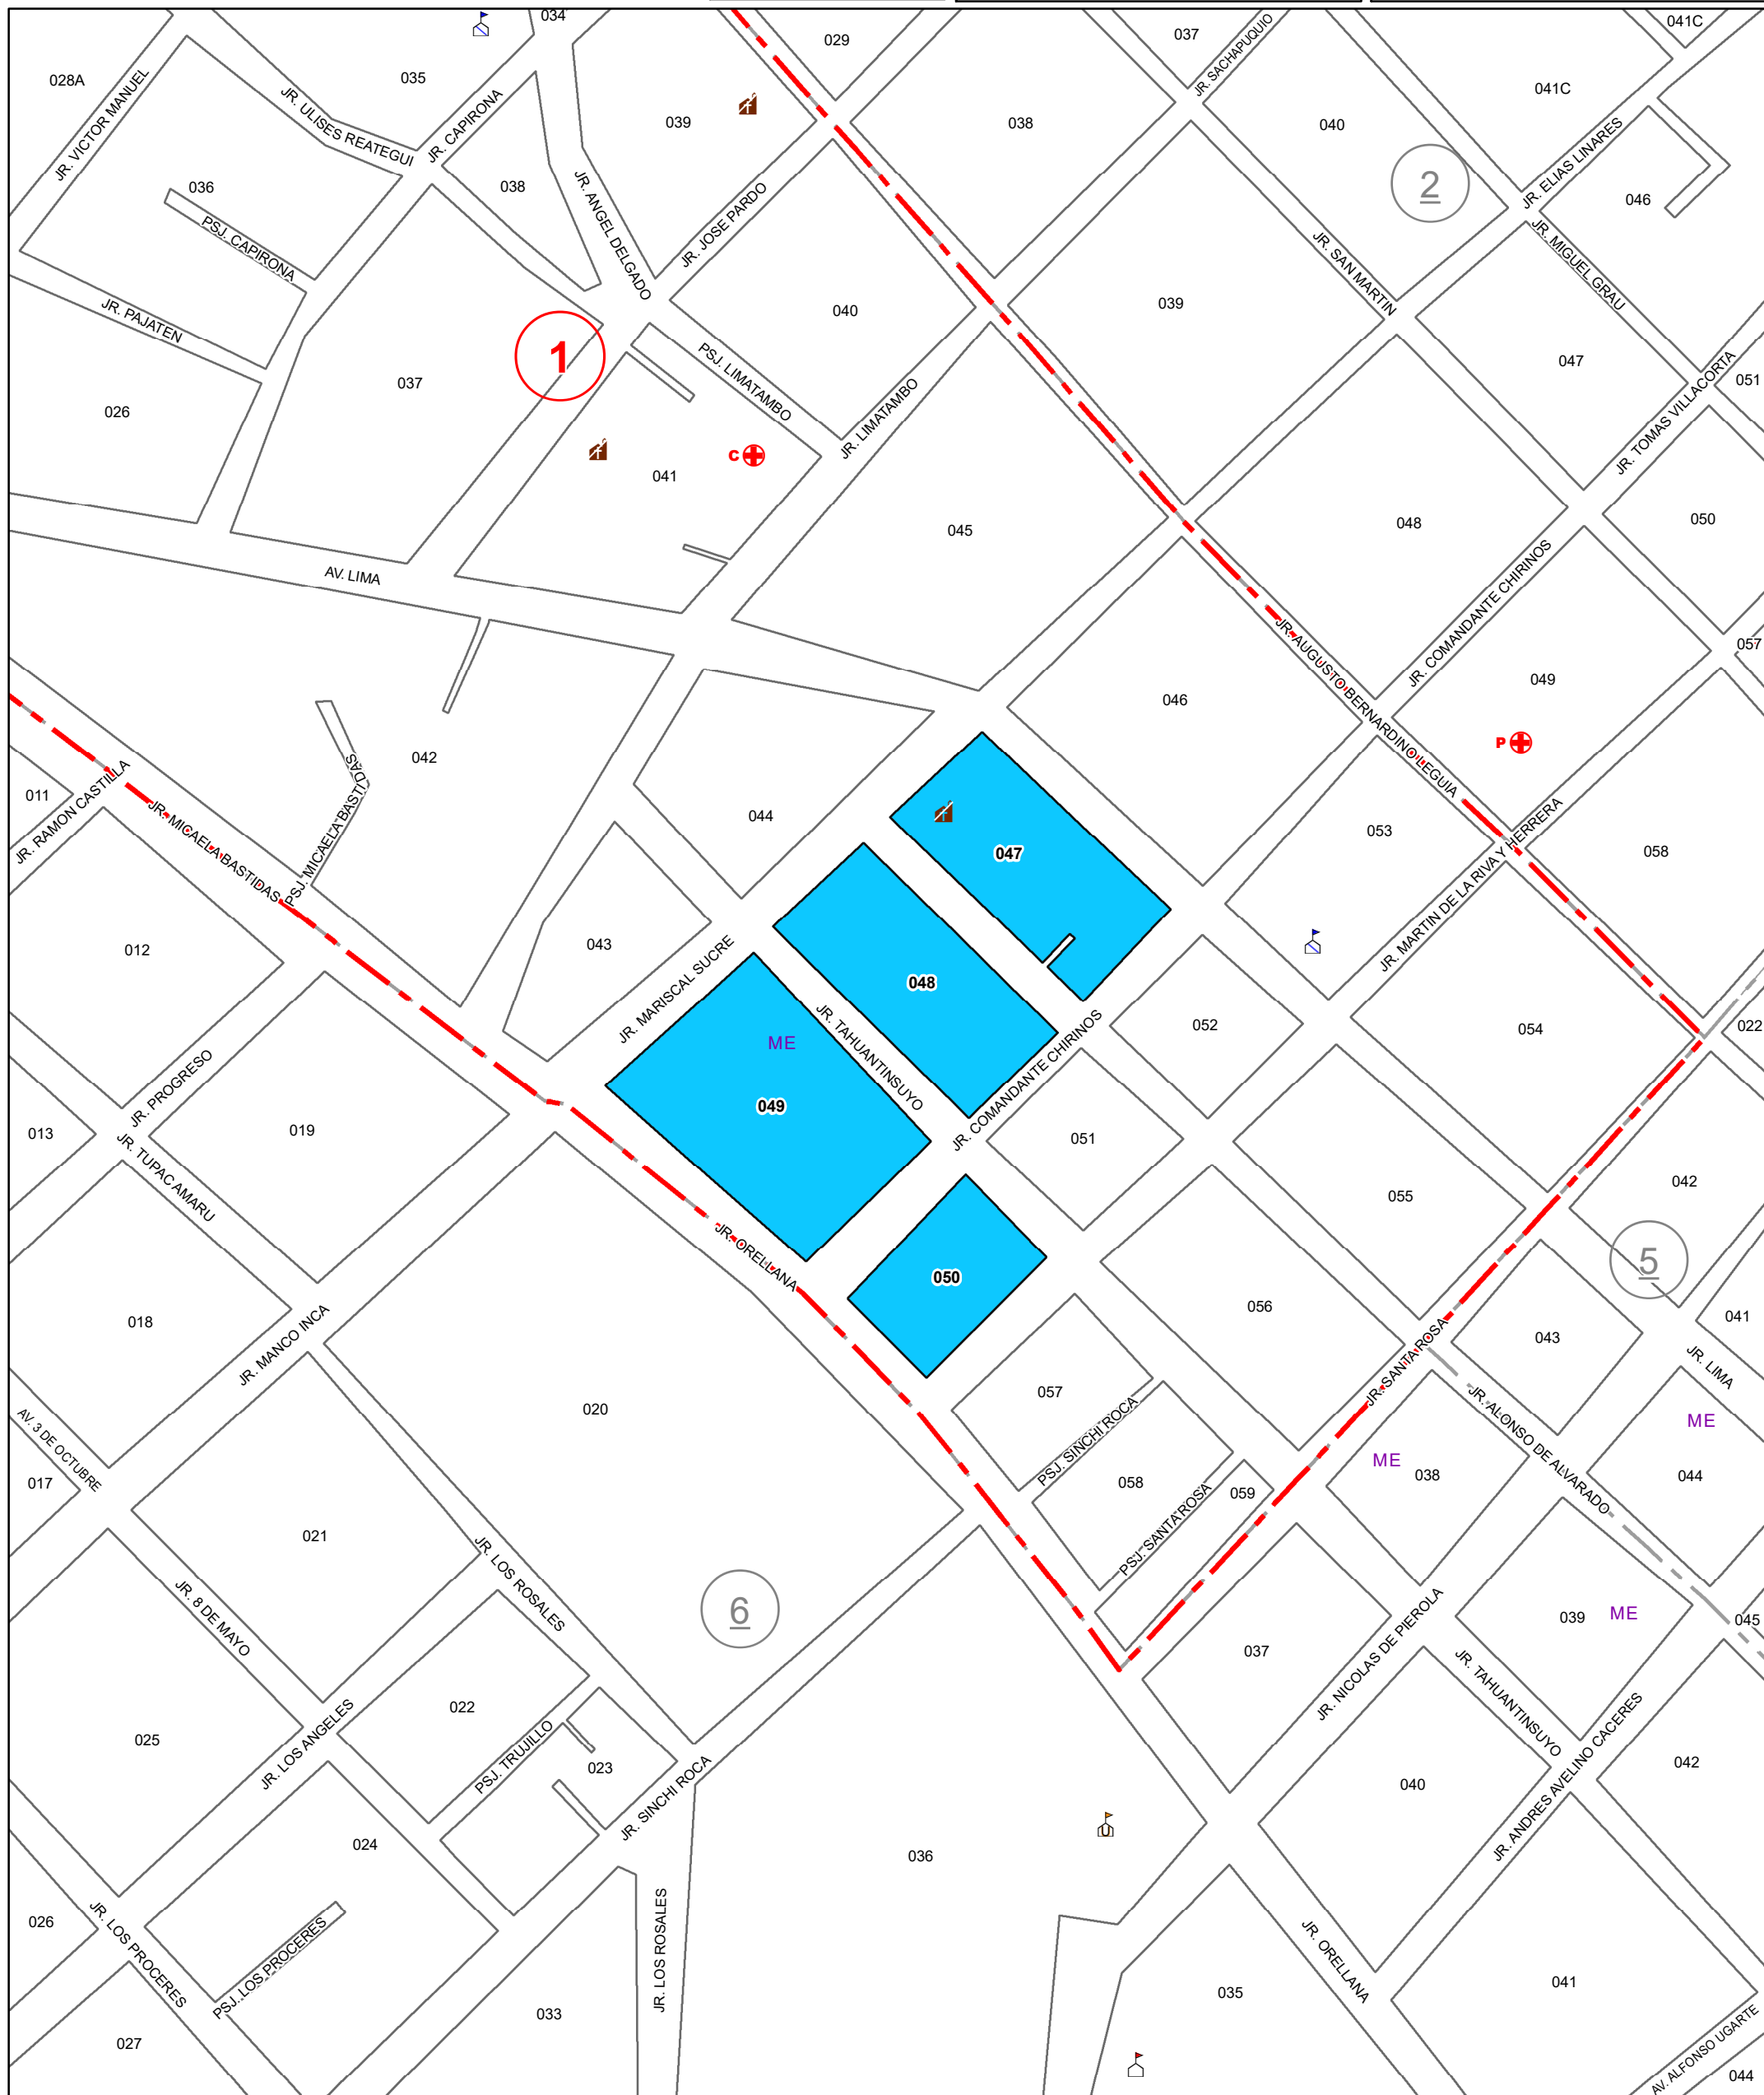 034
041C
029
037
028A
035
JR. SACHAPUQUIO
041C
JR. VICTOR MANUEL
JR. ULISES REATEGUI
JR. CAPIRONA
039
038
040
2
JR. ELIAS LINARES
036
038
JR. ANGEL DELGADO
JR. JOSE PARDO
046
PSJ. CAPIRONA
JR. SAN MARTIN
JR. MIGUEL GRAU
JR. PAJATEN
040
039
1
037
PSJ. LIMATAMBO
047
051
026
JR. LIMATAMBO
JR. TOMAS VILLACORTA
C
041
045
048
050
AV. LIMA
JR. COMANDANTE CHIRINOS
JR. AUGUSTO BERNARDINO LEGUIA
057
049
046
P
042
011
JR. RAMON CASTILLA
JR. MICAELA BASTIDAS
PSJ. MICAELA BASTIDAS
044
047
053
058
JR. MARTIN DE LA RIVA Y HERRERA
012
043
JR. MARISCAL SUCRE
048
ME
JR. TAHUANTINSUYO
052
054
022
JR. PROGRESO
JR. COMANDANTE CHIRINOS
049
013
019
051
JR. TUPAC AMARU
055
042
JR. ORELLANA
050
5
018
JR. MANCO INCA
056
043
041
JR. SANTA ROSA
JR. LIMA
057
020
JR. ALONSO DE ALVARADO
ME
AV. 3 DE OCTUBRE
PSJ. SINCHI ROCA
ME
038
044
017
058
059
021
PSJ. SANTA ROSA
JR. LOS ROSALES
JR. 8 DE MAYO
6
039
ME
045
037
JR. NICOLAS DE PIEROLA
JR. TAHUANTINSUYO
025
022
JR. LOS ANGELES
PSJ. TRUJILLO
023
JR. SINCHI ROCA
040
JR. ANDRES AVELINO CACERES
042
024
U
036
026
JR. LOS PROCERES
PSJ. LOS PROCERES
JR. LOS ROSALES
JR. ORELLANA
035
041
033
027
AV. ALFONSO UGARTE
044